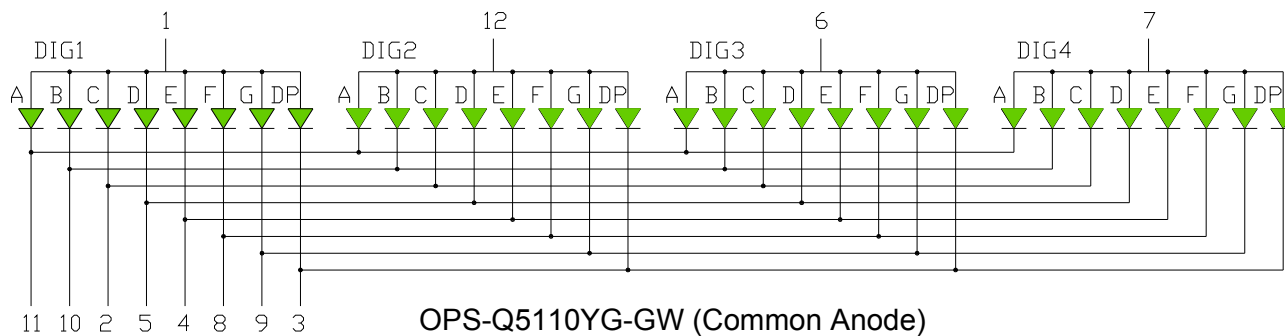 1 12 6 7
DIG1 DIG2 DIG3 DIG4
A B C D E F G DP A B C D E F G DP A B C D E F G DP A B C D E F G DP
11 10 2 5 4 8 9 3
OPS-Q5110YG-GW (Common Anode)